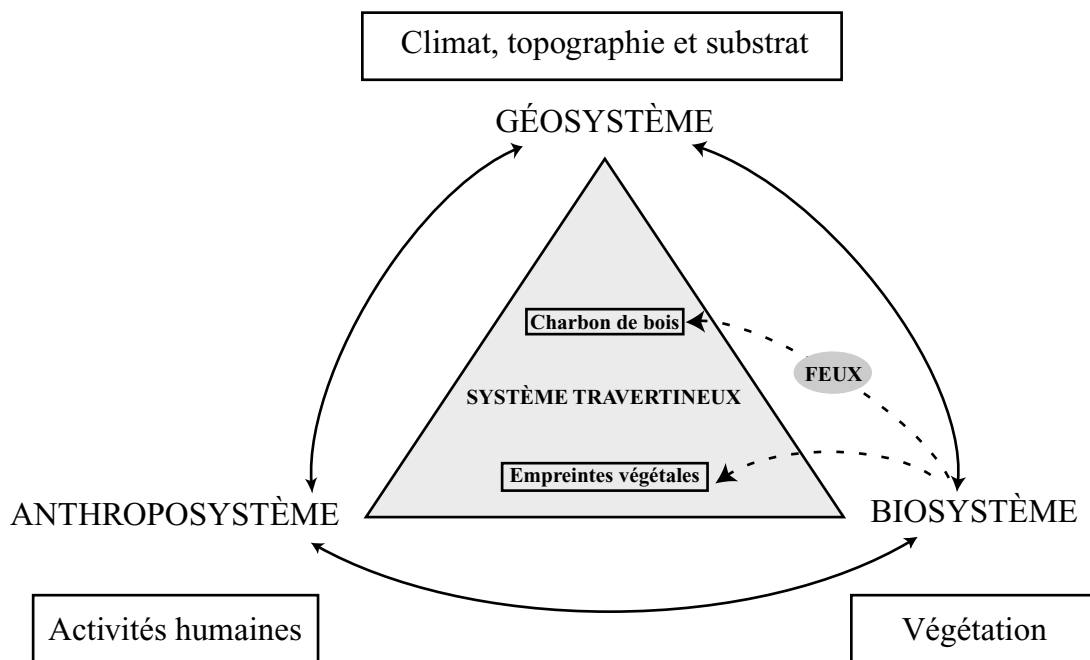 Climat, topographie et substrat
GÉOSYSTÈME
Charbon de bois
FEUX
SYSTÈME TRAVERTINEUX
Empreintes végétales
ANTHROPOSYSTÈME
BIOSYSTÈME
Activités humaines
Végétation